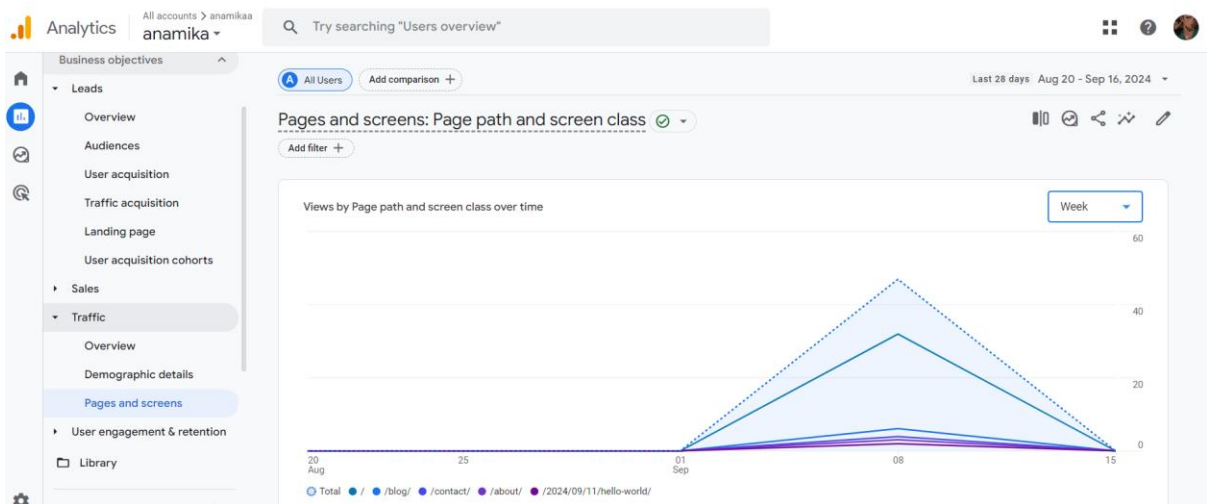 Analytics
All accounts > anamikaa
anamika
Try searching "Users overview"
Business objectives
Leads
Overview
Audiences
User acquisition
Traffic acquisition
Landing page
User acquisition cohorts
Sales
Traffic
Overview
Demographic details
Pages and screens
User engagement & retention
Library
A All Users
Add comparison +
Last 28 days Aug 20 - Sep 16, 2024
Pages and screens: Page path and screen class
Add filter +
Views by Page path and screen class over time
Week
60
40
20
0
20 Aug
25
01 Sep
08
15
Total / /blog/ /contact/ /about/ /2024/09/11/hello-world/